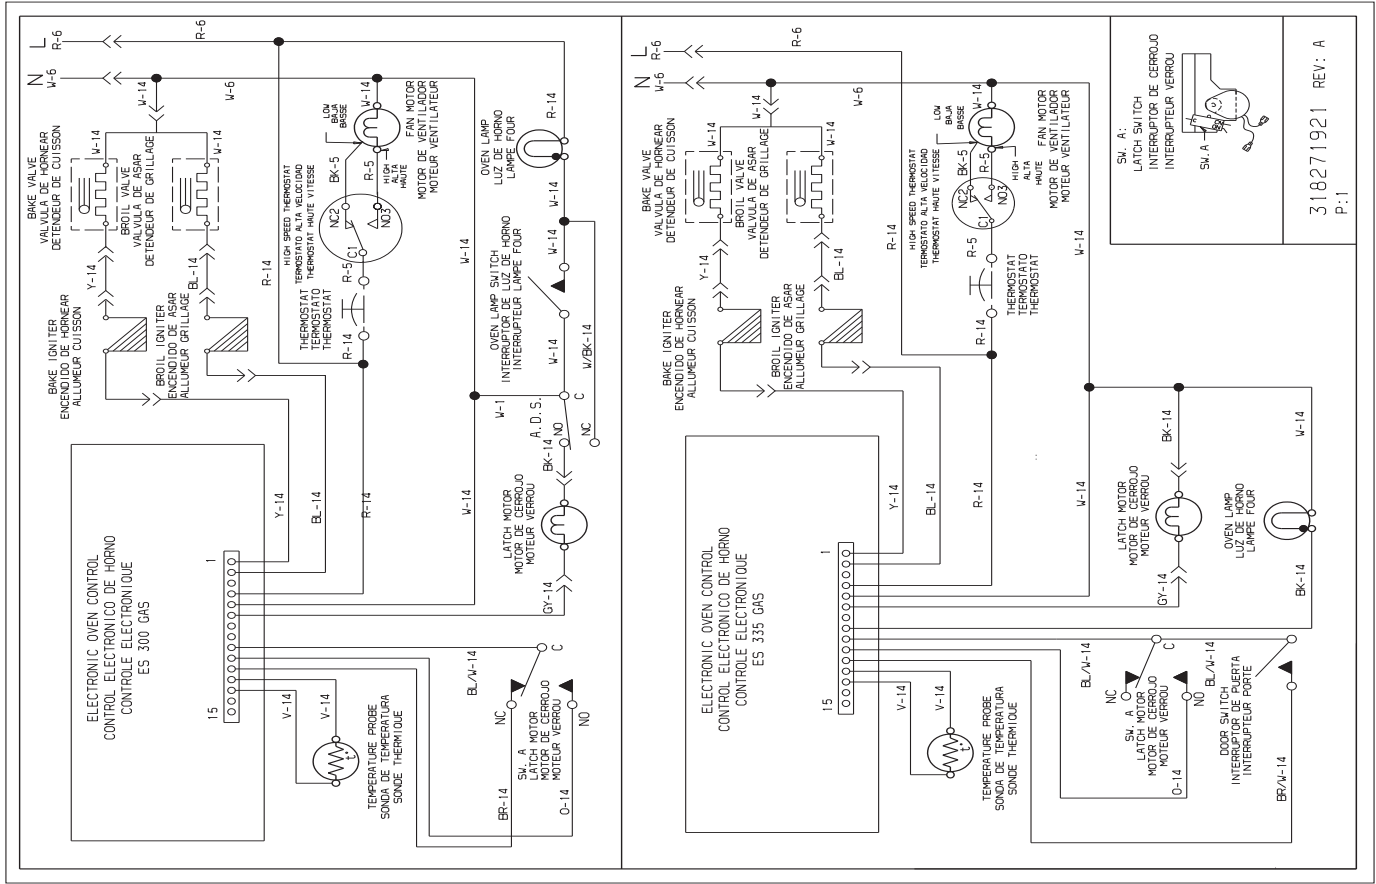 L
R-6
R-6
N
W-6
W-6
W-14
BAKE VALVE
VALVULA DE HORNEAR
DETENDEUR DE CUISSON
W-14
BROIL VALVE
VALVULA DE ASAR
DETENDEUR DE GRILLAGE
W-14
Y-14
BL-14
BAKE IGNITER
ENCENDIDO DE HORNEAR
ALLUMEUR CUISSON
BROIL IGNITER
ENCENDIDO DE ASAR
ALLUMEUR GRILLAGE
R-14
HIGH SPEED THERMOSTAT
TERMOSTATO ALTA VELOCIDAD
THERMOSTAT HAUTE VITESSE
LOW
BAJA
BASSE
W-14
FAN MOTOR
MOTOR DE VENTILADOR
MOTEUR VENTILATEUR
BK-5
R-5
HIGH
ALTA
HAUTE
NC2
NO3
C1
R-5
THERMOSTAT
TERMOSTATO
THERMOSTAT
R-14
W-14
OVEN LAMP
LUZ DE HORNO
LAMPE FOUR
R-14
W-14
W-14
OVEN LAMP SWITCH
INTERRUPTOR DE LUZ DE HORNO
INTERRUPTEUR LAMPE FOUR
W-14
W/BK-14
W-1
A.D.S.
C
NO
NC
BK-14
W-14
LATCH MOTOR
MOTOR DE CERROJO
MOTEUR VERROU
GY-14
Y-14
BL-14
R-14
ELECTRONIC OVEN CONTROL
CONTROL ELECTRONICO DE HORNO
CONTROLE ELECTRONIQUE
ES 300 GAS
1
15
V-14
V-14
TEMPERATURE PROBE
SONDA DE TEMPERATURA
SONDE THERMIQUE
t°
BL/W-14
C
NC
SW. A
LATCH MOTOR
MOTOR DE CERROJO
MOTEUR VERROU
NO
BR-14
O-14
L
R-6
R-6
N
W-6
W-6
W-14
BAKE VALVE
VALVULA DE HORNEAR
DETENDEUR DE CUISSON
W-14
BROIL VALVE
VALVULA DE ASAR
DETENDEUR DE GRILLAGE
W-14
Y-14
BL-14
BAKE IGNITER
ENCENDIDO DE HORNEAR
ALLUMEUR CUISSON
BROIL IGNITER
ENCENDIDO DE ASAR
ALLUMEUR GRILLAGE
R-14
HIGH SPEED THERMOSTAT
TERMOSTATO ALTA VELOCIDAD
THERMOSTAT HAUTE VITESSE
LOW
BAJA
BASSE
W-14
FAN MOTOR
MOTOR DE VENTILADOR
MOTEUR VENTILATEUR
BK-5
R-5
HIGH
ALTA
HAUTE
NC2
NO3
C1
R-5
THERMOSTAT
TERMOSTATO
THERMOSTAT
R-14
W-14
BK-14
W-14
W-14
LATCH MOTOR
MOTOR DE CERROJO
MOTEUR VERROU
OVEN LAMP
LUZ DE HORNO
LAMPE FOUR
GY-14
BK-14
Y-14
BL-14
R-14
ELECTRONIC OVEN CONTROL
CONTROL ELECTRONICO DE HORNO
CONTROLE ELECTRONIQUE
ES 335 GAS
1
15
V-14
V-14
TEMPERATURE PROBE
SONDA DE TEMPERATURA
SONDE THERMIQUE
t°
BL/W-14
C
NC
SW. A
LATCH MOTOR
MOTOR DE CERROJO
MOTEUR VERROU
NO
O-14
BL/W-14
DOOR SWITCH
INTERRUPTOR DE PUERTA
INTERRUPTEUR PORTE
BR/W-14
SW. A:
LATCH SWITCH
INTERRUPTOR DE CERROJO
INTERRUPTEUR VERROU
SW.A
318271921 REV: A
P:1